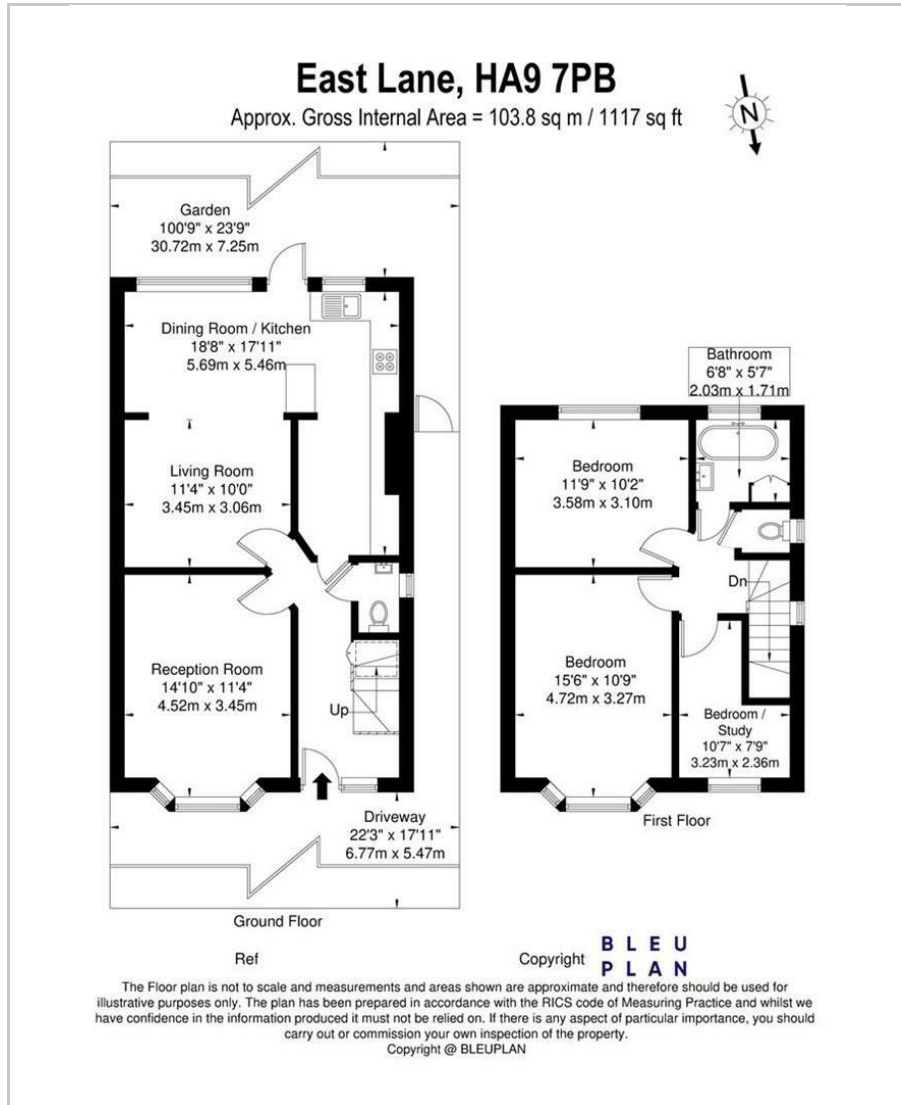 East Lane, HA9 7PB
Approx. Gross Internal Area = 103.8 sq m / 1117 sq ft
N
Garden
100'9" x 23'9"
30.72m x 7.25m
Dining Room / Kitchen
18'8" x 17'11"
5.69m x 5.46m
Living Room
11'4" x 10'0"
3.45m x 3.06m
Reception Room
14'10" x 11'4"
4.52m x 3.45m
Up
Driveway
22'3" x 17'11"
6.77m x 5.47m
Ground Floor
Bathroom
6'8" x 5'7"
2.03m x 1.71m
Bedroom
11'9" x 10'2"
3.58m x 3.10m
Dn
Bedroom
15'6" x 10'9"
4.72m x 3.27m
Bedroom /
Study
10'7" x 7'9"
3.23m x 2.36m
First Floor
Ref
Copyright
BLEU
PLAN
The Floor plan is not to scale and measurements and areas shown are approximate and therefore should be used for
illustrative purposes only. The plan has been prepared in accordance with the RICS code of Measuring Practice and whilst we
have confidence in the information produced it must not be relied on. If there is any aspect of particular importance, you should
carry out or commission your own inspection of the property.
Copyright @ BLEUPLAN